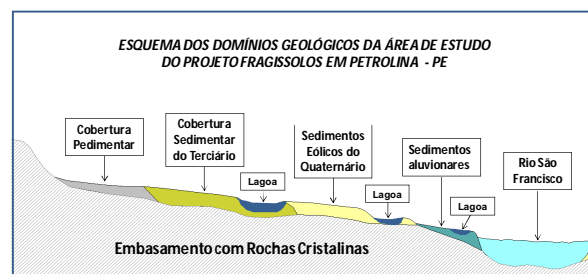 ESQUEMA DOS DOMÍNIOS GEOLÓGICOS DA ÁREA DE ESTUDO
DO PROJETO FRAGISSOLOS EM PETROLINA - PE
Cobertura
Pedimentar
Cobertura
Sedimentar
do Terciário
Lagoa
Sedimentos
Eólicos do
Quaternário
Lagoa
Sedimentos
aluvionares
Lagoa
Rio São
Francisco
Embasamento com Rochas Cristalinas